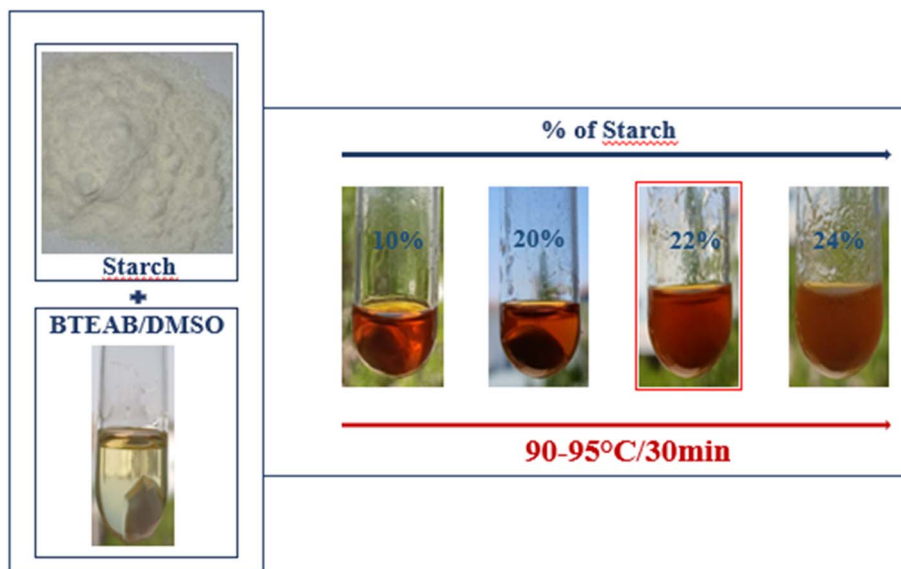 Starch
+
BTEAB/DMSO
% of Starch
10%
20%
22%
24%
90-95°C/30min